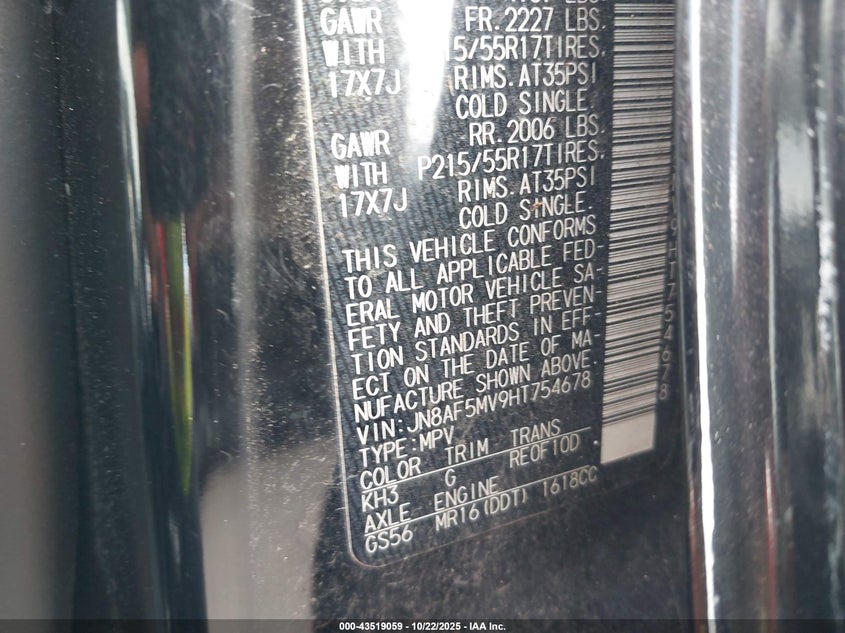 GAWR FR. 2227 LBS.
WITH 15/55R17TIRES.
17X7J RIMS. AT35PSI
COLD SINGLE.
GAWR RR. 2006 LBS.
WITH P215/55R17TIRES.
17X7J RIMS. AT35PSI
COLD SINGLE.
THIS VEHICLE CONFORMS
TO ALL APPLICABLE FED-
ERAL MOTOR VEHICLE SA-
FETY AND THEFT PREVEN-
TION STANDARDS IN EFF-
ECT ON THE DATE OF MA-
NUFACTURE SHOWN ABOVE.
VIN:JN8AF5MV9HT754678
TYPE:MPV
COLOR TRIM TRANS
KH3 G RE0F10D
AXLE ENGINE
GS56 MR16(DDT) 1618CC
9HT754678
000-43519059 - 10/22/2025 - IAA Inc.